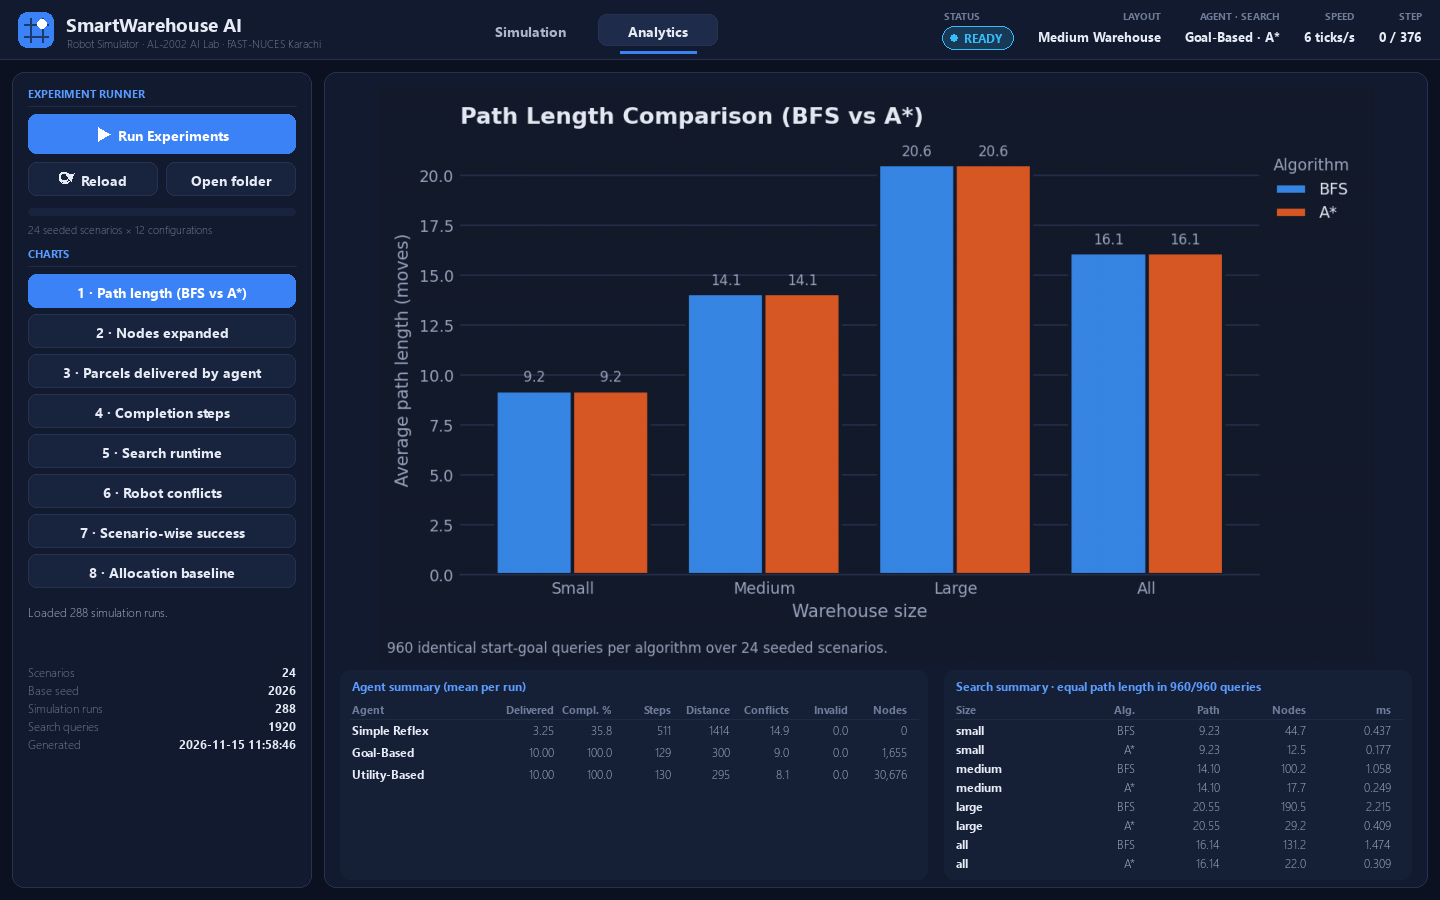 SmartWarehouse AI
Robot Simulator · AL-2002 AI Lab · FAST-NUCES Karachi
Simulation
Analytics
STATUS
READY
LAYOUT
Medium Warehouse
AGENT · SEARCH
Goal-Based · A*
SPEED
6 ticks/s
STEP
0 / 376
EXPERIMENT RUNNER
Run Experiments
Reload
Open folder
24 seeded scenarios × 12 configurations
CHARTS
1 · Path length (BFS vs A*)
2 · Nodes expanded
3 · Parcels delivered by agent
4 · Completion steps
5 · Search runtime
6 · Robot conflicts
7 · Scenario-wise success
8 · Allocation baseline
Loaded 288 simulation runs.
Scenarios 24
Base seed 2026
Simulation runs 288
Search queries 1920
Generated 2026-11-15 11:58:46
Path Length Comparison (BFS vs A*)
Average path length (moves)
20.0
17.5
15.0
12.5
10.0
7.5
5.0
2.5
0.0
9.2 9.2
14.1 14.1
20.6 20.6
16.1 16.1
Small Medium Large All
Warehouse size
Algorithm
BFS
A*
960 identical start-goal queries per algorithm over 24 seeded scenarios.
Agent summary (mean per run)
Agent Delivered Compl. % Steps Distance Conflicts Invalid Nodes
Simple Reflex 3.25 35.8 511 1414 14.9 0.0 0
Goal-Based 10.00 100.0 129 300 9.0 0.0 1,655
Utility-Based 10.00 100.0 130 295 8.1 0.0 30,676
Search summary · equal path length in 960/960 queries
Size Alg. Path Nodes ms
small BFS 9.23 44.7 0.437
small A* 9.23 12.5 0.177
medium BFS 14.10 100.2 1.058
medium A* 14.10 17.7 0.249
large BFS 20.55 190.5 2.215
large A* 20.55 29.2 0.409
all BFS 16.14 131.2 1.474
all A* 16.14 22.0 0.309